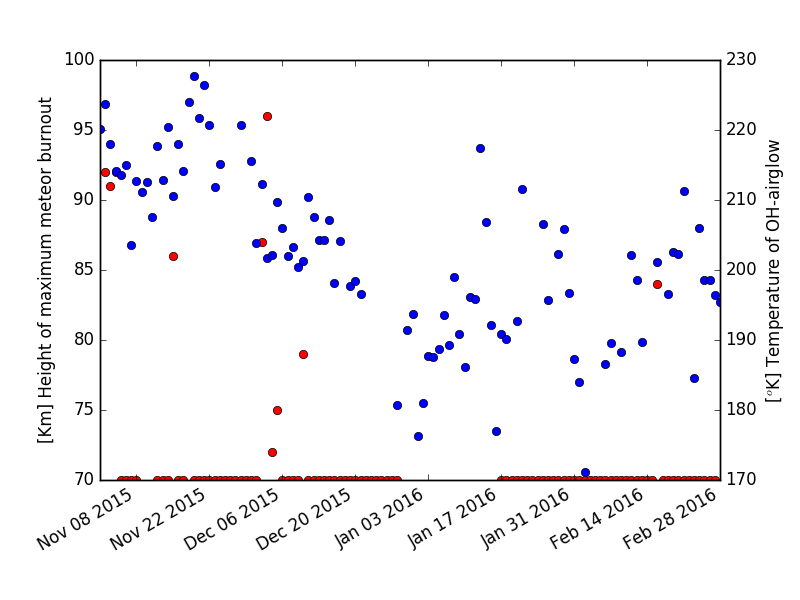 100
95
90
85
80
75
70
[Km] Height of maximum meteor burnout
230
220
210
200
190
180
170
[°K] Temperature of OH-airglow
Nov 08 2015
Nov 22 2015
Dec 06 2015
Dec 20 2015
Jan 03 2016
Jan 17 2016
Jan 31 2016
Feb 14 2016
Feb 28 2016